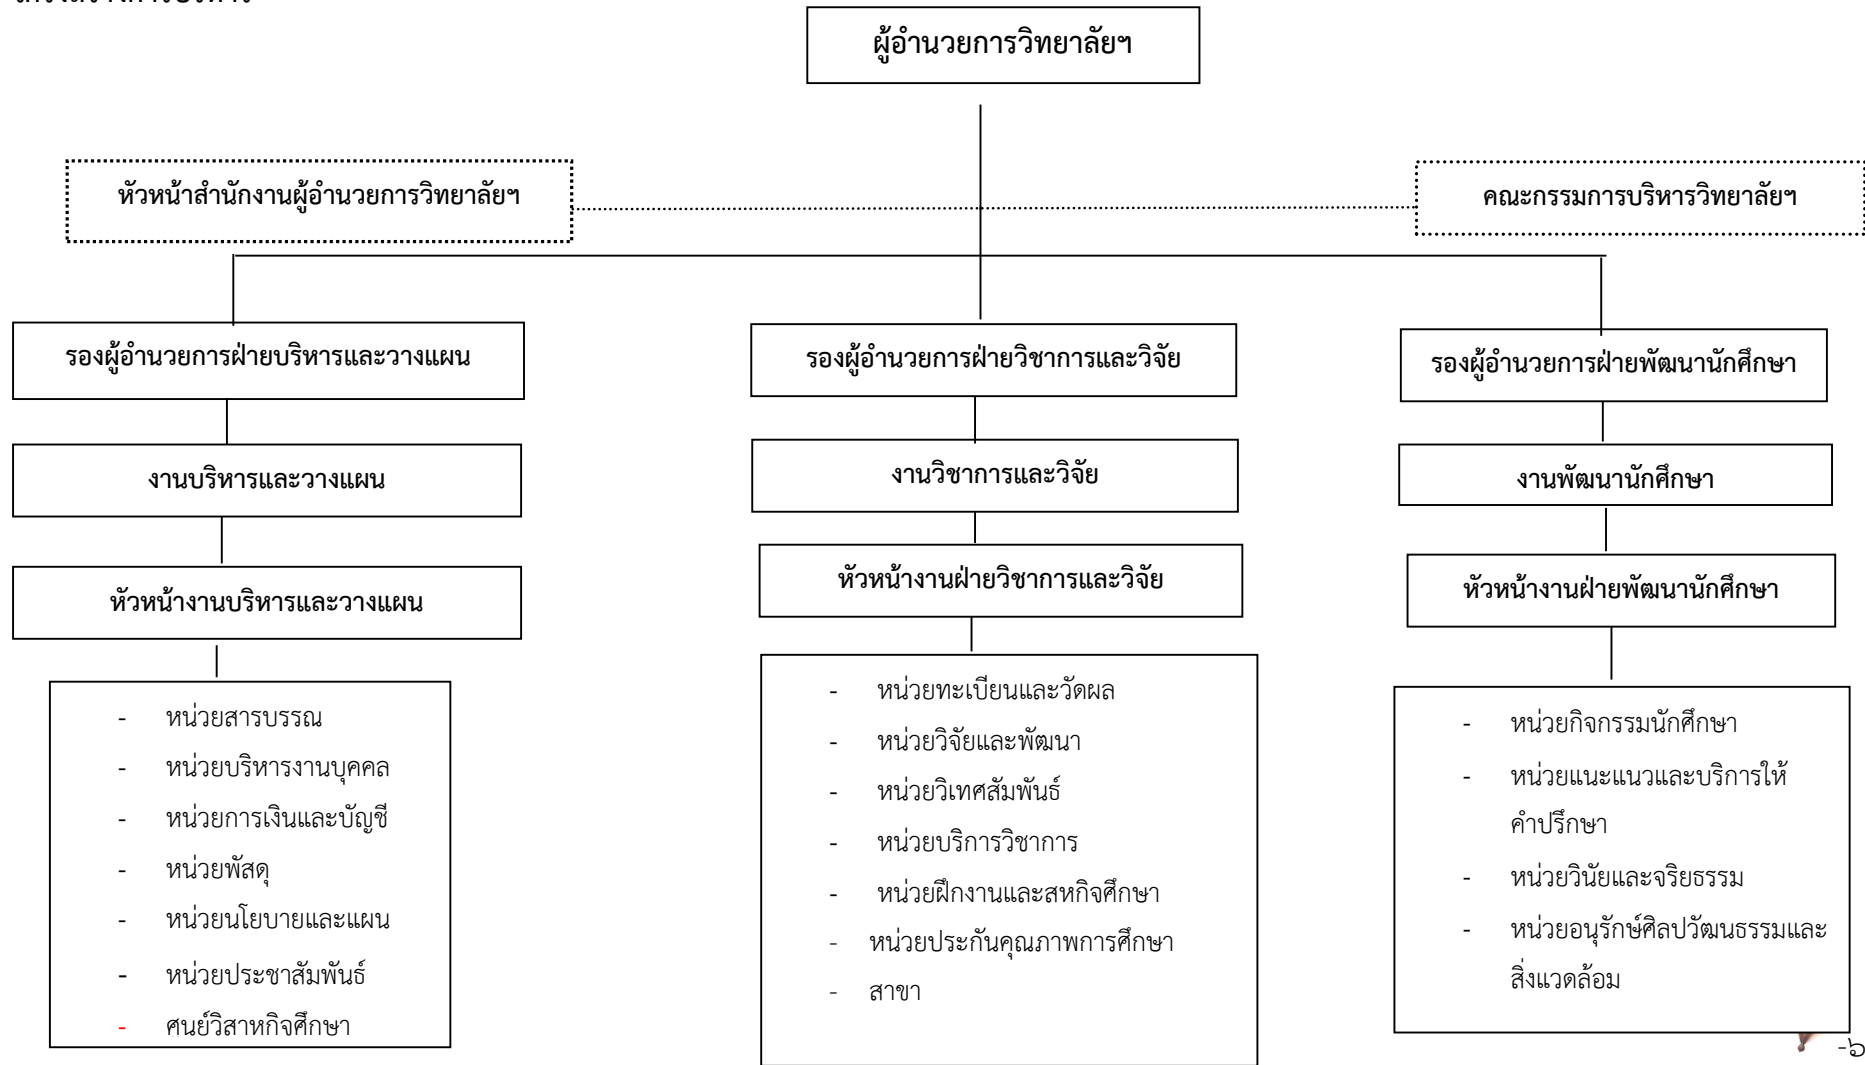 ผู้อำนวยการวิทยาลัยฯ
หัวหน้าสำนักงานผู้อำนวยการวิทยาลัยฯ
คณะกรรมการบริหารวิทยาลัยฯ
รองผู้อำนวยการฝ่ายบริหารและวางแผน
รองผู้อำนวยการฝ่ายวิชาการและวิจัย
รองผู้อำนวยการฝ่ายพัฒนานักศึกษา
งานบริหารและวางแผน
งานวิชาการและวิจัย
งานพัฒนานักศึกษา
หัวหน้างานบริหารและวางแผน
หัวหน้างานฝ่ายวิชาการและวิจัย
หัวหน้างานฝ่ายพัฒนานักศึกษา
- หน่วยสารบรรณ
- หน่วยบริหารงานบุคคล
- หน่วยการเงินและบัญชี
- หน่วยพัสดุ
- หน่วยนโยบายและแผน
- หน่วยประชาสัมพันธ์
- ศูนย์วิสาหกิจศึกษา
- หน่วยทะเบียนและวัดผล
- หน่วยวิจัยและพัฒนา
- หน่วยวิเทศสัมพันธ์
- หน่วยบริการวิชาการ
- หน่วยฝึกงานและสหกิจศึกษา
- หน่วยประกันคุณภาพการศึกษา
- สาขา
- หน่วยกิจกรรมนักศึกษา
- หน่วยแนะแนวและบริการให้
คำปรึกษา
- หน่วยวินัยและจริยธรรม
- หน่วยอนุรักษ์ศิลปวัฒนธรรมและ
สิ่งแวดล้อม
-๖